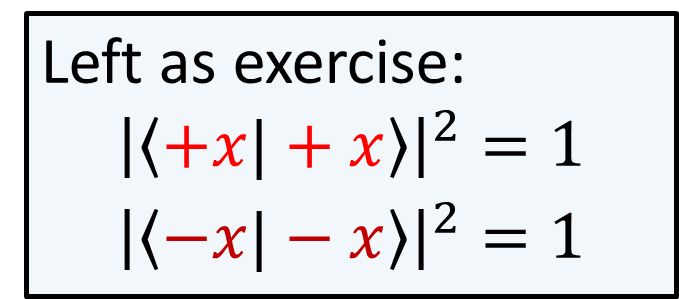 Left as exercise:
|⟨+x| + x⟩|² = 1
|⟨−x| − x⟩|² = 1